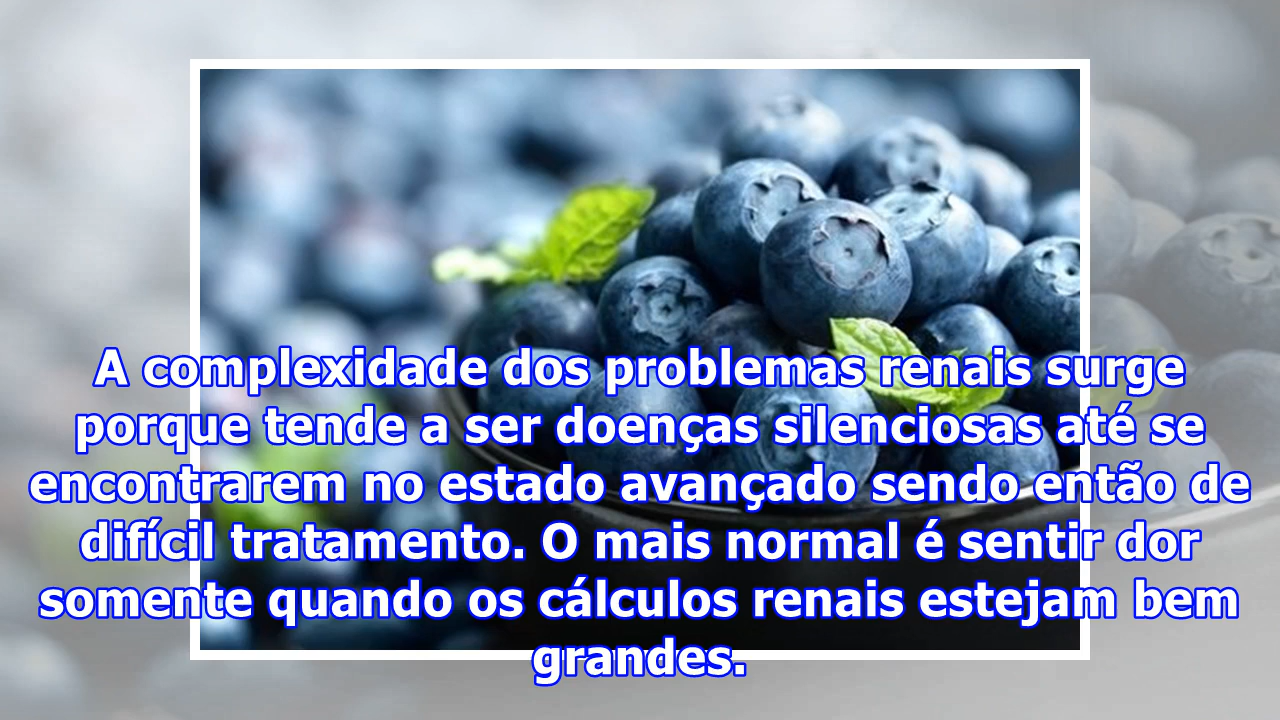 A complexidade dos problemas renais surge
porque tende a ser doenças silenciosas até se
encontrarem no estado avançado sendo então de
difícil tratamento. O mais normal é sentir dor
somente quando os cálculos renais estejam bem
grandes.